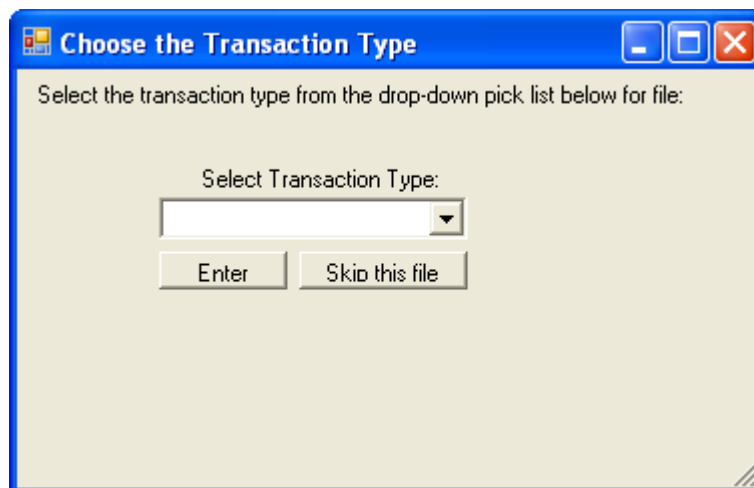 Choose the Transaction Type
Select the transaction type from the drop-down pick list below for file:
Select Transaction Type:
Enter
Skip this file